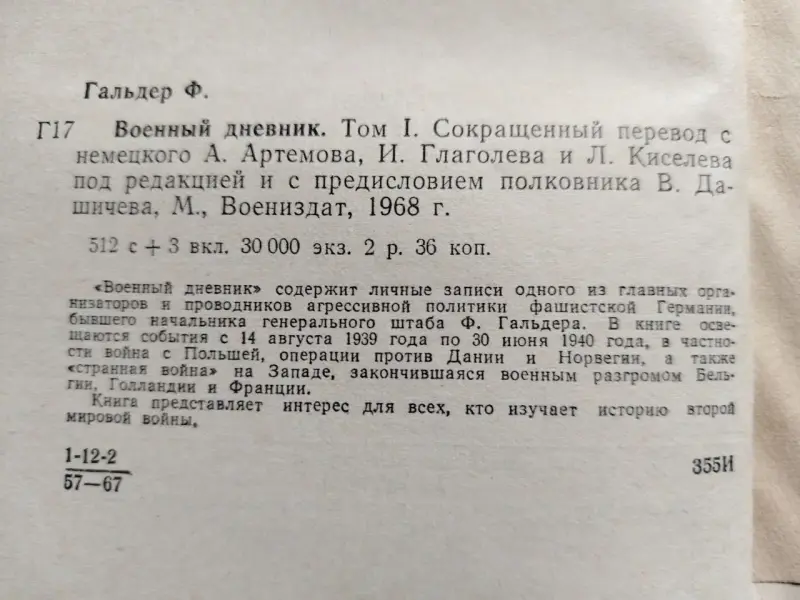 Гальдер Ф.
Г17 Военный дневник. Том I. Сокращенный перевод с
немецкого А. Артемова, И. Глаголева и Л. Киселева
под редакцией и с предисловием полковника В. Да-
шичева, М., Воениздат, 1968 г.
512 с + 3 вкл. 30 000 экз. 2 р. 36 коп.
«Военный дневник» содержит личные записи одного из главных орга-
низаторов и проводников агрессивной политики фашистской Германии,
бывшего начальника генерального штаба Ф. Гальдера. В книге осве-
щаются события с 14 августа 1939 года по 30 июня 1940 года, в частно-
сти война с Польшей, операции против Дании и Норвегии, а также
«странная война» на Западе, закончившаяся военным разгромом Бель-
гии, Голландии и Франции.
Книга представляет интерес для всех, кто изучает историю второй
мировой войны.
1-12-2
57—67
355И